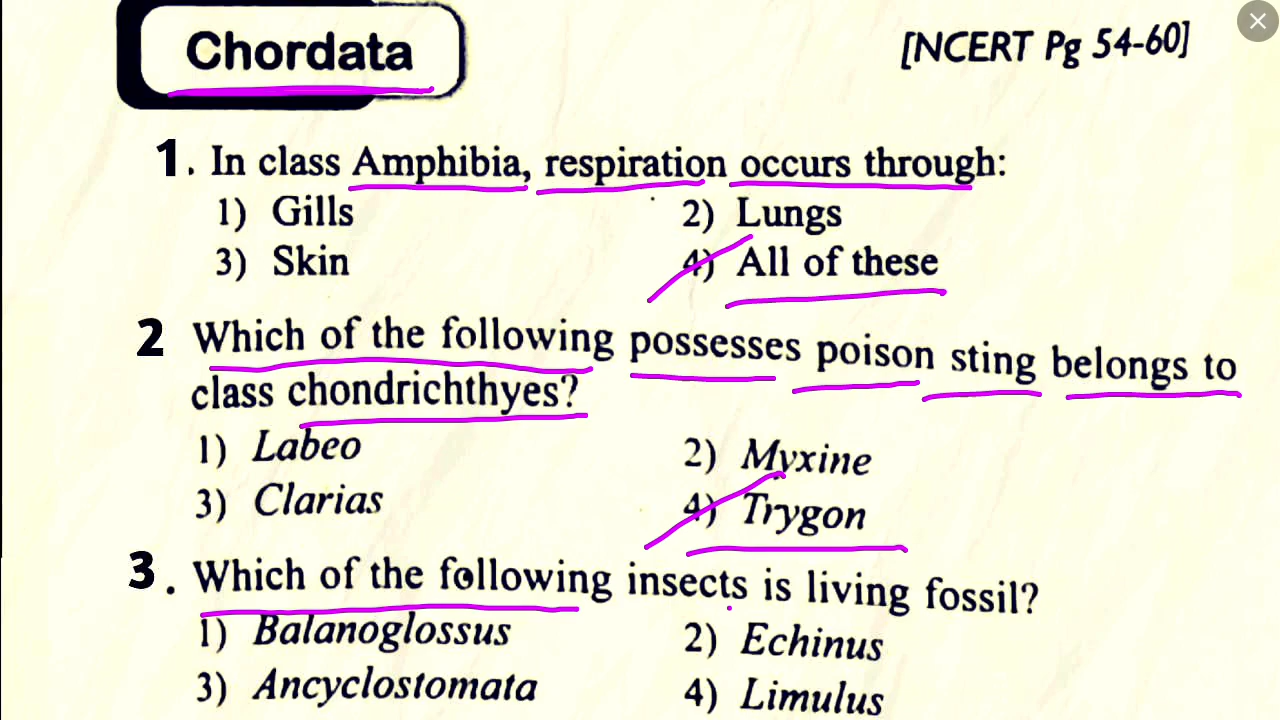 Chordata
[NCERT Pg 54-60]
1. In class Amphibia, respiration occurs through:
1) Gills 2) Lungs
3) Skin 4) All of these
2 Which of the following possesses poison sting belongs to
class chondrichthyes?
1) Labeo 2) Myxine
3) Clarias 4) Trygon
3. Which of the following insects is living fossil?
1) Balanoglossus 2) Echinus
3) Ancyclostomata 4) Limulus